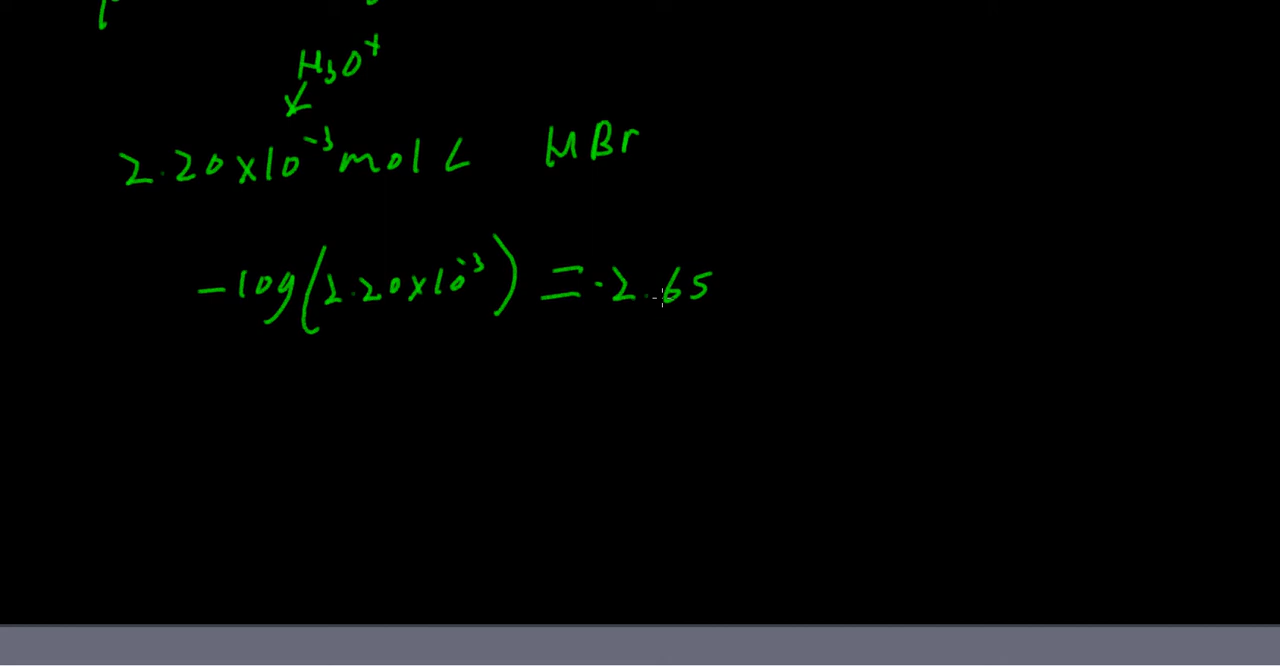 H₃O⁺
2.20x10⁻³ mol L HBr
-log(2.20x10⁻³) = -2.65